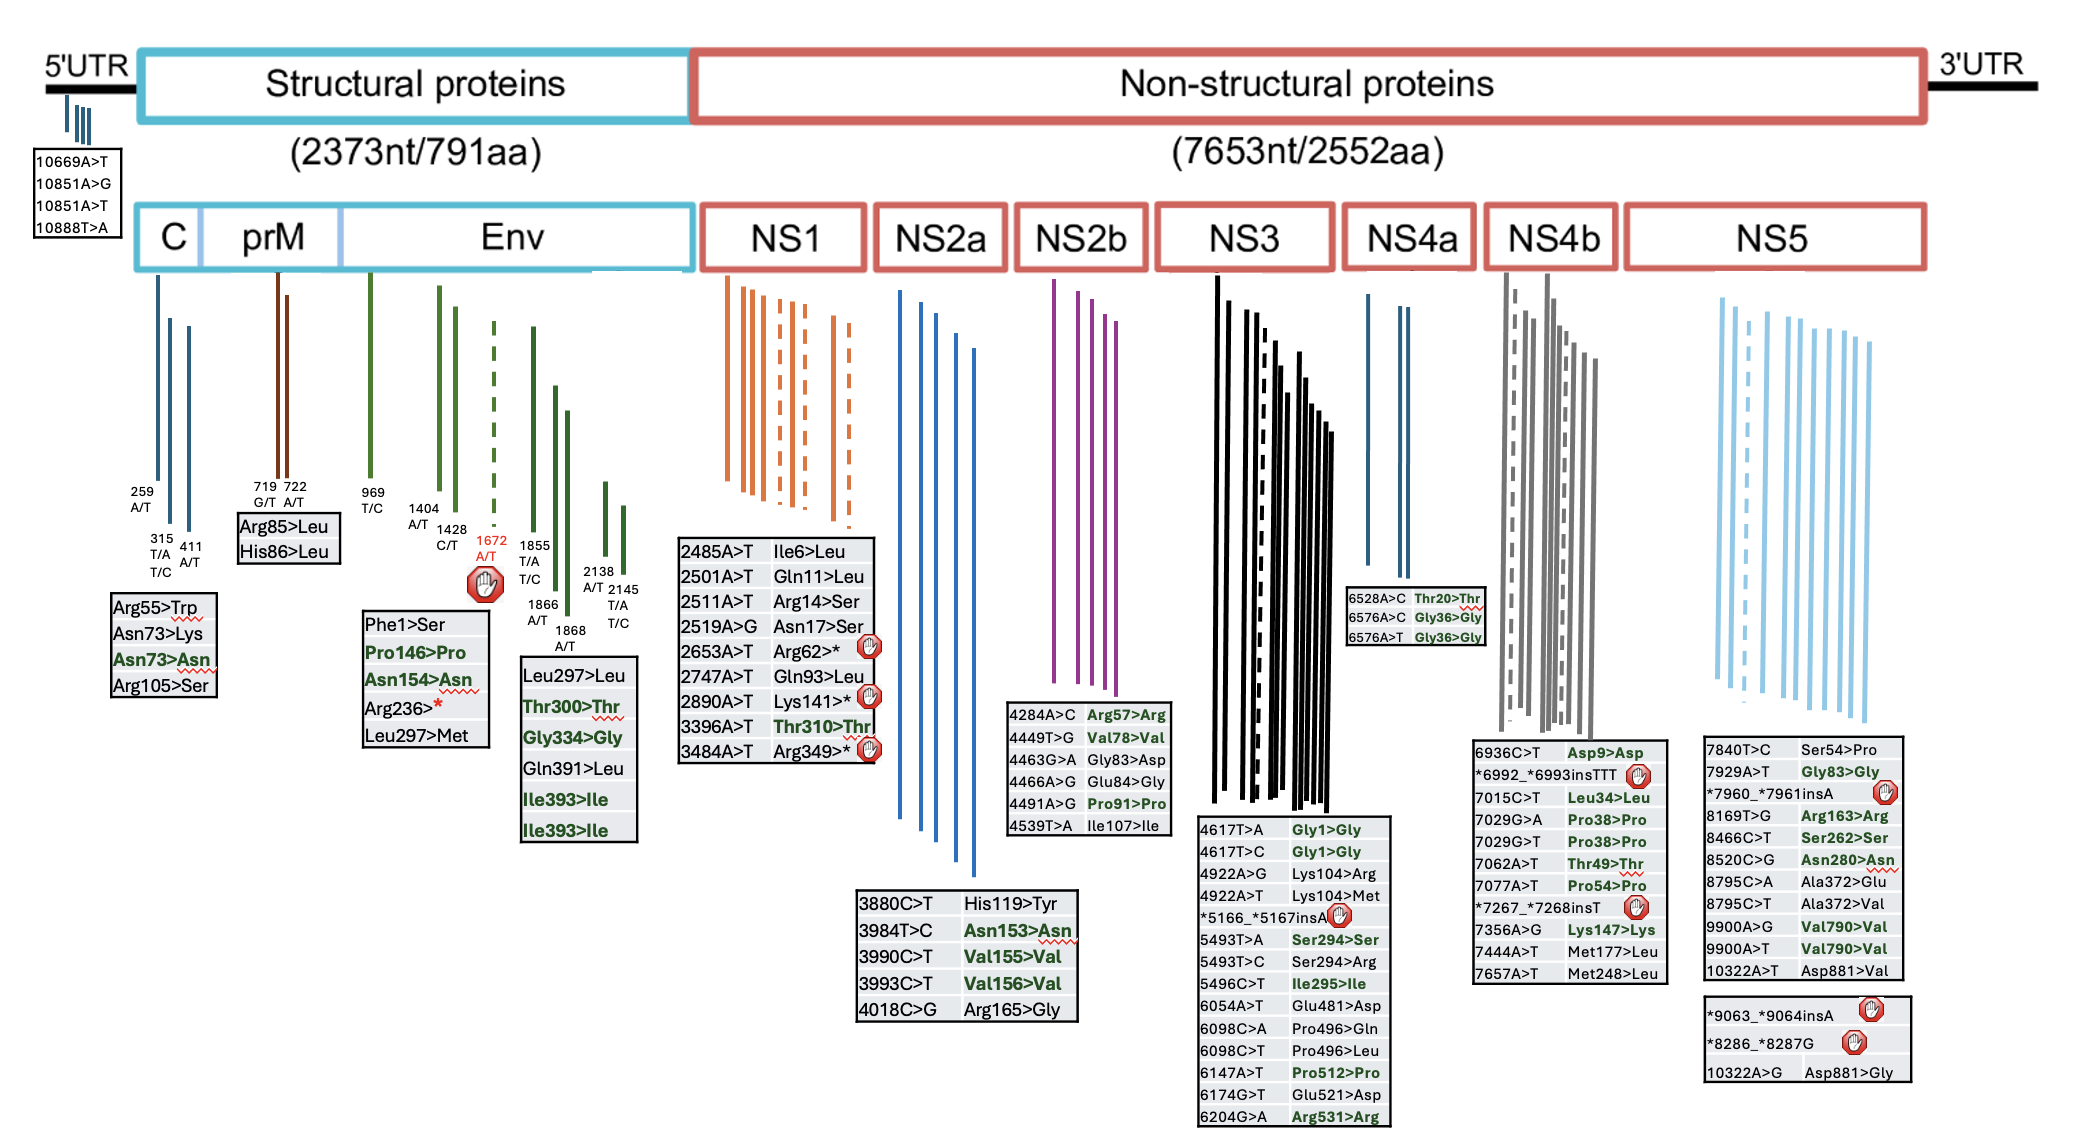 5'UTR
Structural proteins
Non-structural proteins
3'UTR
(2373nt/791aa)
(7653nt/2552aa)
10669A>T
10851A>G
10851A>T
10888T>A
C
prM
Env
NS1
NS2a
NS2b
NS3
NS4a
NS4b
NS5
259
A/T
315
T/A
T/C
411
A/T
Arg55>Trp
Asn73>Lys
Asn73>Asn
Arg105>Ser
719
G/T
722
A/T
Arg85>Leu
His86>Leu
969
T/C
1404
A/T
1428
C/T
1672
A/T
Phe1>Ser
Pro146>Pro
Asn154>Asn
Arg236>*
Leu297>Met
1855
T/A
T/C
1866
A/T
1868
A/T
2138
A/T
2145
T/A
T/C
Leu297>Leu
Thr300>Thr
Gly334>Gly
Gln391>Leu
Ile393>Ile
Ile393>Ile
2485A>T Ile6>Leu
2501A>T Gln11>Leu
2511A>T Arg14>Ser
2519A>G Asn17>Ser
2653A>T Arg62>*
2747A>T Gln93>Leu
2890A>T Lys141>*
3396A>T Thr310>Thr
3484A>T Arg349>*
3880C>T His119>Tyr
3984T>C Asn153>Asn
3990C>T Val155>Val
3993C>T Val156>Val
4018C>G Arg165>Gly
4284A>C Arg57>Arg
4449T>G Val78>Val
4463G>A Gly83>Asp
4466A>G Glu84>Gly
4491A>G Pro91>Pro
4539T>A Ile107>Ile
4617T>A Gly1>Gly
4617T>C Gly1>Gly
4922A>G Lys104>Arg
4922A>T Lys104>Met
*5166_*5167insA
5493T>A Ser294>Ser
5493T>C Ser294>Arg
5496C>T Ile295>Ile
6054A>T Glu481>Asp
6098C>A Pro496>Gln
6098C>T Pro496>Leu
6147A>T Pro512>Pro
6174G>T Glu521>Asp
6204G>A Arg531>Arg
6528A>C Thr20>Thr
6576A>C Gly36>Gly
6576A>T Gly36>Gly
6936C>T Asp9>Asp
*6992_*6993insTTT
7015C>T Leu34>Leu
7029G>A Pro38>Pro
7029G>T Pro38>Pro
7062A>T Thr49>Thr
7077A>T Pro54>Pro
*7267_*7268insT
7356A>G Lys147>Lys
7444A>T Met177>Leu
7657A>T Met248>Leu
7840T>C Ser54>Pro
7929A>T Gly83>Gly
*7960_*7961insA
8169T>G Arg163>Arg
8466C>T Ser262>Ser
8520C>G Asn280>Asn
8795C>A Ala372>Glu
8795C>T Ala372>Val
9900A>G Val790>Val
9900A>T Val790>Val
10322A>T Asp881>Val
*9063_*9064insA
*8286_*8287G
10322A>G Asp881>Gly